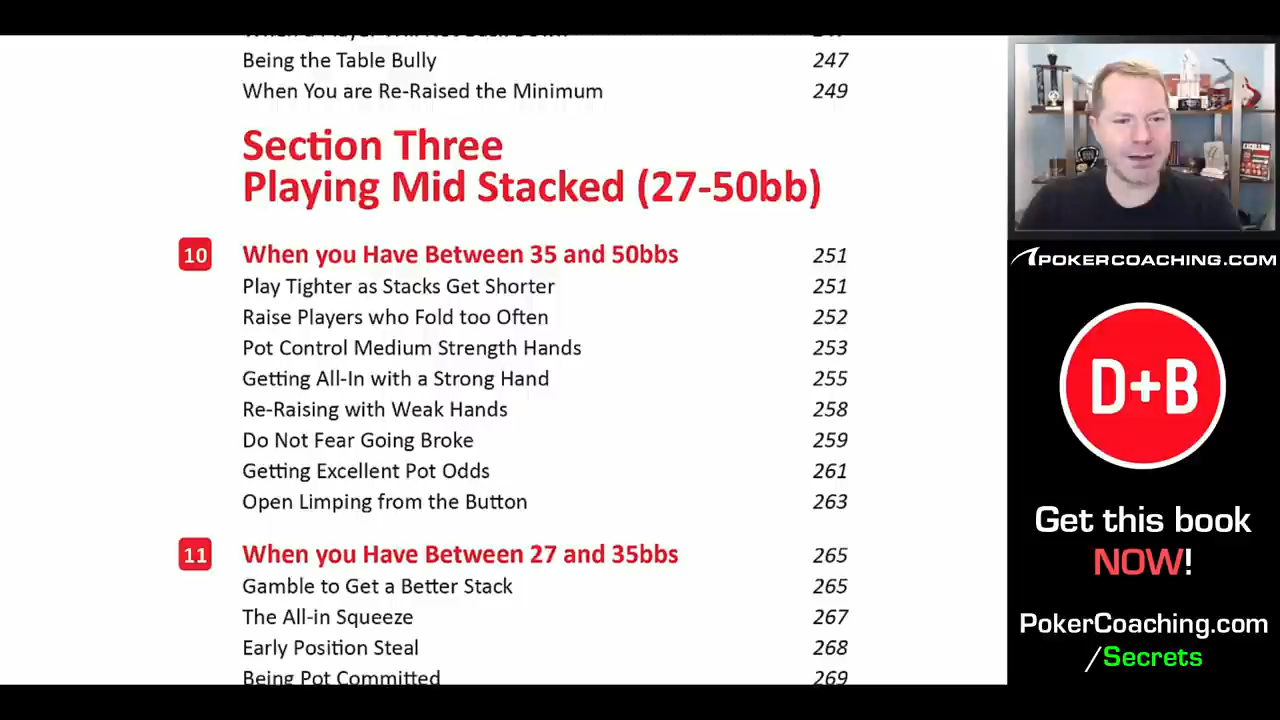 Being the Table Bully 247
When You are Re-Raised the Minimum 249
Section Three
Playing Mid Stacked (27-50bb)
10 When you Have Between 35 and 50bbs 251
Play Tighter as Stacks Get Shorter 251
Raise Players who Fold too Often 252
Pot Control Medium Strength Hands 253
Getting All-In with a Strong Hand 255
Re-Raising with Weak Hands 258
Do Not Fear Going Broke 259
Getting Excellent Pot Odds 261
Open Limping from the Button 263
11 When you Have Between 27 and 35bbs 265
Gamble to Get a Better Stack 265
The All-in Squeeze 267
Early Position Steal 268
Being Pot Committed 269
POKERCOACHING.COM
D+B
Get this book
NOW!
PokerCoaching.com
/Secrets